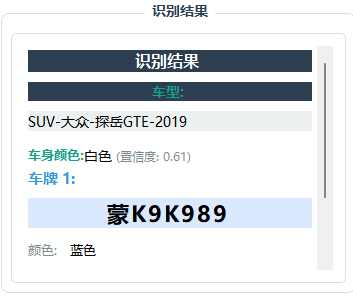 识别结果
识别结果
车型:
SUV-大众-探岳GTE-2019
车身颜色:白色 (置信度: 0.61)
车牌 1:
蒙K9K989
颜色: 蓝色